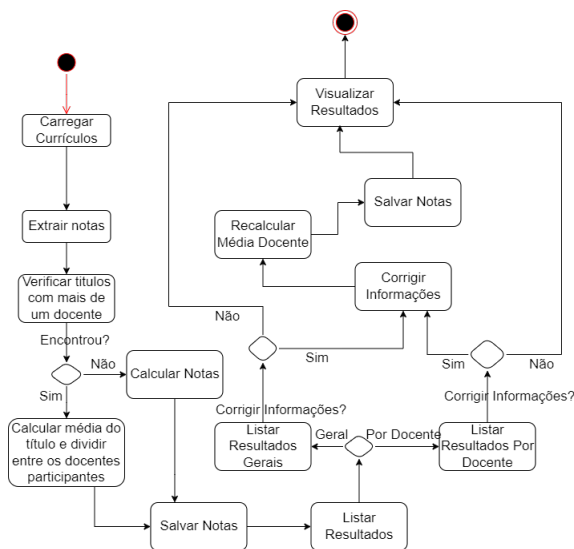 Carregar
Currículos
Extrair notas
Verificar titulos
com mais de
um docente
Encontrou?
Não
Sim
Calcular Notas
Calcular média do
título e dividir
entre os docentes
participantes
Salvar Notas
Listar
Resultados
Geral
Por Docente
Listar
Resultados
Gerais
Listar
Resultados Por
Docente
Corrigir Informações?
Corrigir Informações?
Não
Sim
Sim
Não
Corrigir
Informações
Recalcular
Média Docente
Salvar Notas
Visualizar
Resultados